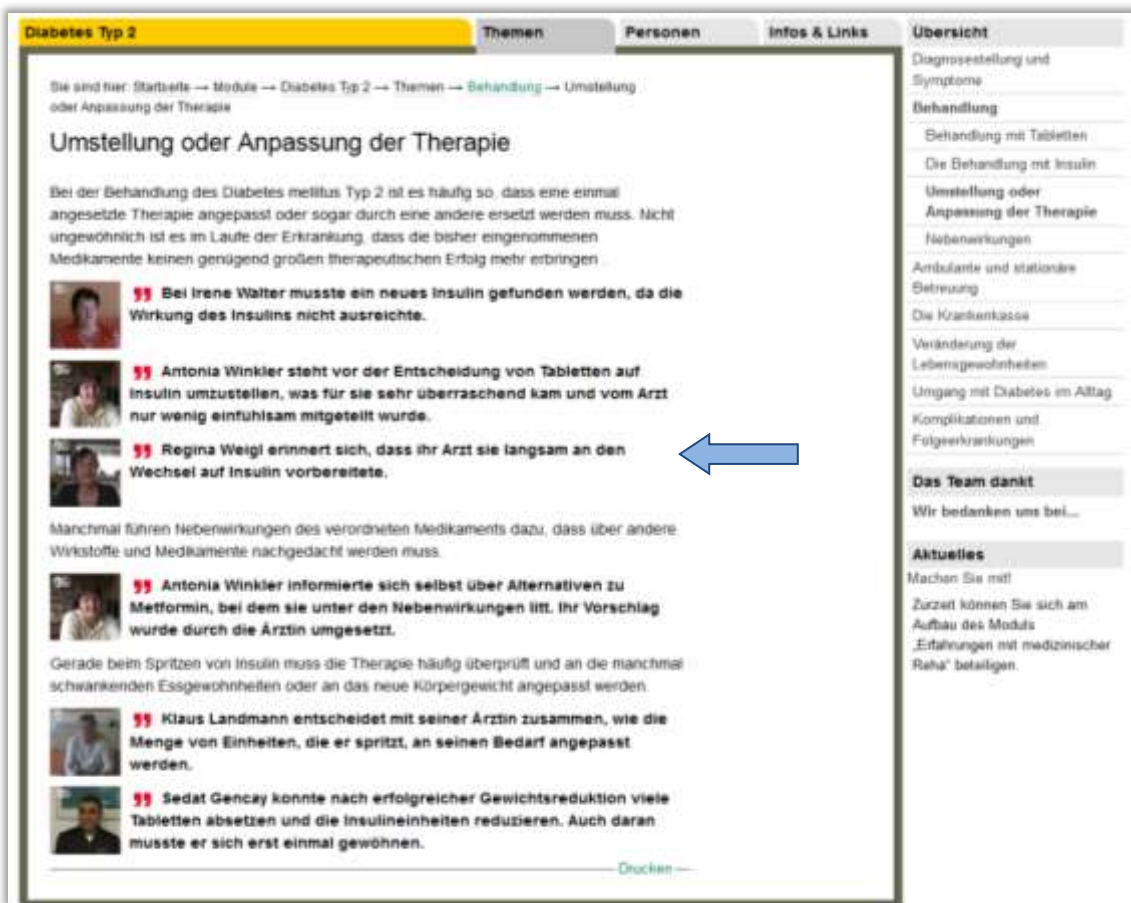 Diabetes Typ 2
Themen
Personen
Infos & Links
Sie sind hier: Startseite → Module → Diabetes Typ 2 → Themen → Behandlung → Umstellung
oder Anpassung der Therapie
Umstellung oder Anpassung der Therapie
Bei der Behandlung des Diabetes mellitus Typ 2 ist es häufig so, dass eine einmal
angesetzte Therapie angepasst oder sogar durch eine andere ersetzt werden muss. Nicht
ungewöhnlich ist es im Laufe der Erkrankung, dass die bisher eingenommenen
Medikamente keinen genügend großen therapeutischen Erfolg mehr erbringen .
Bei Irene Walter musste ein neues Insulin gefunden werden, da die
Wirkung des Insulins nicht ausreichte.
Antonia Winkler steht vor der Entscheidung von Tabletten auf
Insulin umzustellen, was für sie sehr überraschend kam und vom Arzt
nur wenig einfühlsam mitgeteilt wurde.
Regina Weigl erinnert sich, dass ihr Arzt sie langsam an den
Wechsel auf Insulin vorbereitete.
Manchmal führen Nebenwirkungen des verordneten Medikaments dazu, dass über andere
Wirkstoffe und Medikamente nachgedacht werden muss.
Antonia Winkler informierte sich selbst über Alternativen zu
Metformin, bei dem sie unter den Nebenwirkungen litt. Ihr Vorschlag
wurde durch die Ärztin umgesetzt.
Gerade beim Spritzen von Insulin muss die Therapie häufig überprüft und an die manchmal
schwankenden Essgewohnheiten oder an das neue Körpergewicht angepasst werden.
Klaus Landmann entscheidet mit seiner Ärztin zusammen, wie die
Menge von Einheiten, die er spritzt, an seinen Bedarf angepasst
werden.
Sedat Gencay konnte nach erfolgreicher Gewichtsreduktion viele
Tabletten absetzen und die Insulineinheiten reduzieren. Auch daran
musste er sich erst einmal gewöhnen.
Drucken
Übersicht
Diagnosestellung und
Symptome
Behandlung
Behandlung mit Tabletten
Die Behandlung mit Insulin
Umstellung oder
Anpassung der Therapie
Nebenwirkungen
Ambulante und stationäre
Betreuung
Die Krankenkasse
Veränderung der
Lebensgewohnheiten
Umgang mit Diabetes im Alltag
Komplikationen und
Folgeerkrankungen
Das Team dankt
Wir bedanken uns bei...
Aktuelles
Machen Sie mit!
Zurzeit können Sie sich am
Aufbau des Moduls
„Erfahrungen mit medizinischer
Reha“ beteiligen.